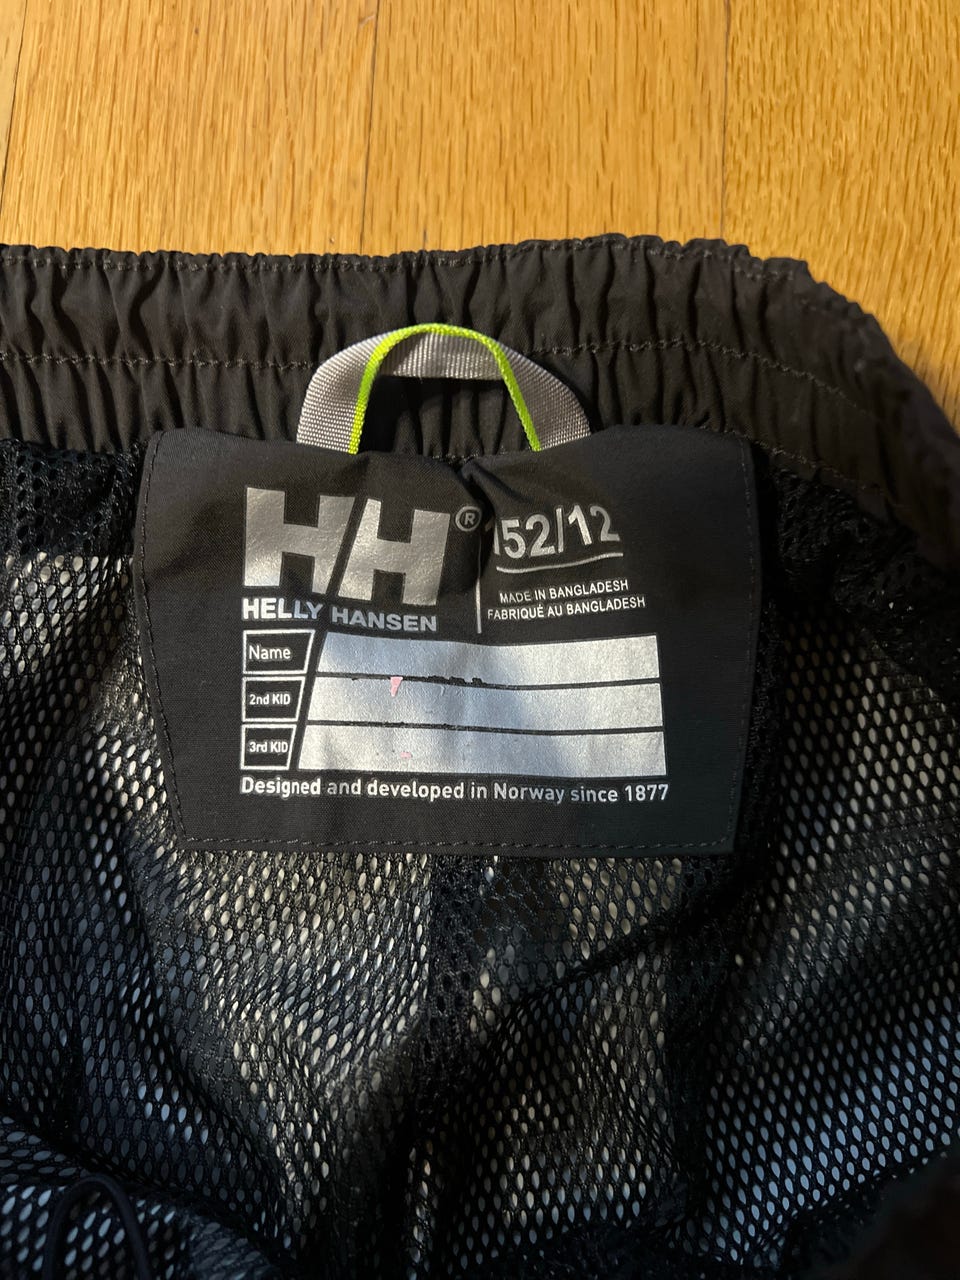 HH®
HELLY HANSEN
152/12
MADE IN BANGLADESH
FABRIQUÉ AU BANGLADESH
Name
2nd KID
3rd KID
Designed and developed in Norway since 1877